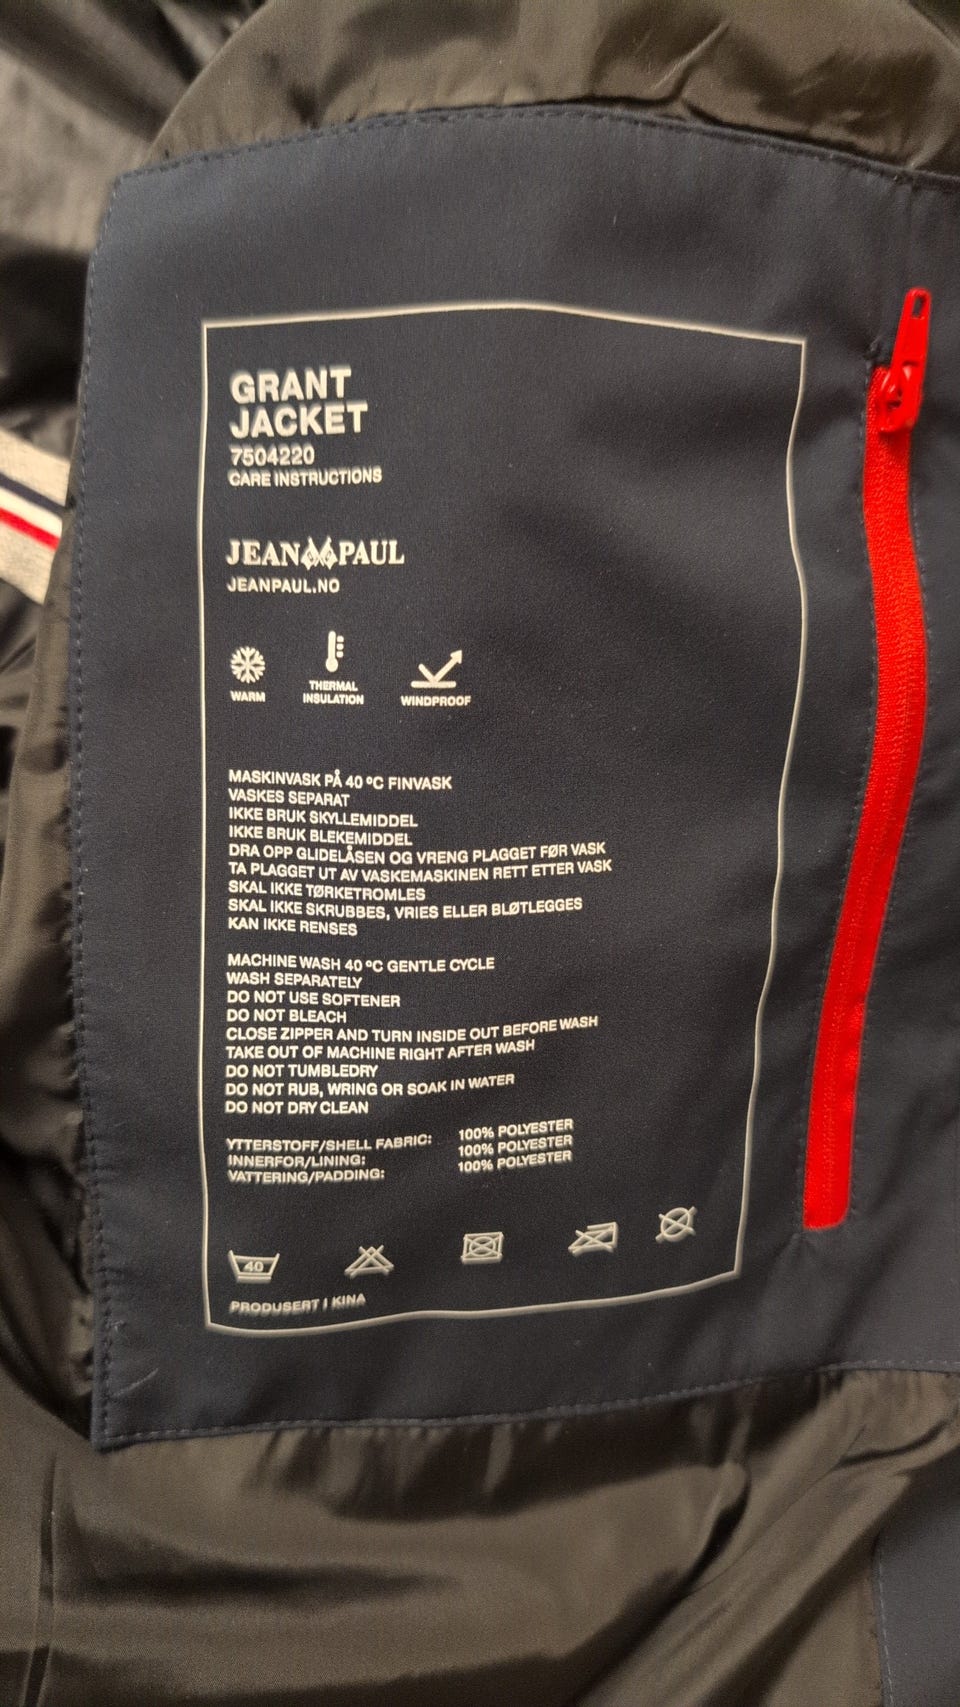 GRANT
JACKET
7504220
CARE INSTRUCTIONS
JEAN PAUL
JEANPAUL.NO
WARM
THERMAL
INSULATION
WINDPROOF
MASKINVASK PÅ 40 ºC FINVASK
VASKES SEPARAT
IKKE BRUK SKYLLEMIDDEL
IKKE BRUK BLEKEMIDDEL
DRA OPP GLIDELÅSEN OG VRENG PLAGGET FØR VASK
TA PLAGGET UT AV VASKEMASKINEN RETT ETTER VASK
SKAL IKKE TØRKETROMLES
SKAL IKKE SKRUBBES, VRIES ELLER BLØTLEGGES
KAN IKKE RENSES
MACHINE WASH 40 ºC GENTLE CYCLE
WASH SEPARATELY
DO NOT USE SOFTENER
DO NOT BLEACH
CLOSE ZIPPER AND TURN INSIDE OUT BEFORE WASH
TAKE OUT OF MACHINE RIGHT AFTER WASH
DO NOT TUMBLEDRY
DO NOT RUB, WRING OR SOAK IN WATER
DO NOT DRY CLEAN
YTTERSTOFF/SHELL FABRIC: 100% POLYESTER
INNERFOR/LINING: 100% POLYESTER
VATTERING/PADDING: 100% POLYESTER
40
PRODUSERT I KINA